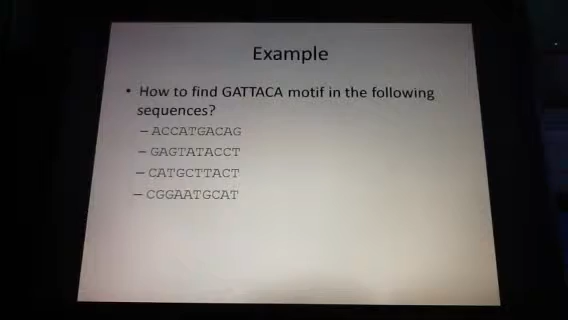 Example
• How to find GATTACA motif in the following
sequences?
– ACCATGACAG
– GAGTATACCT
– CATGCTTACT
– CGGAATGCAT